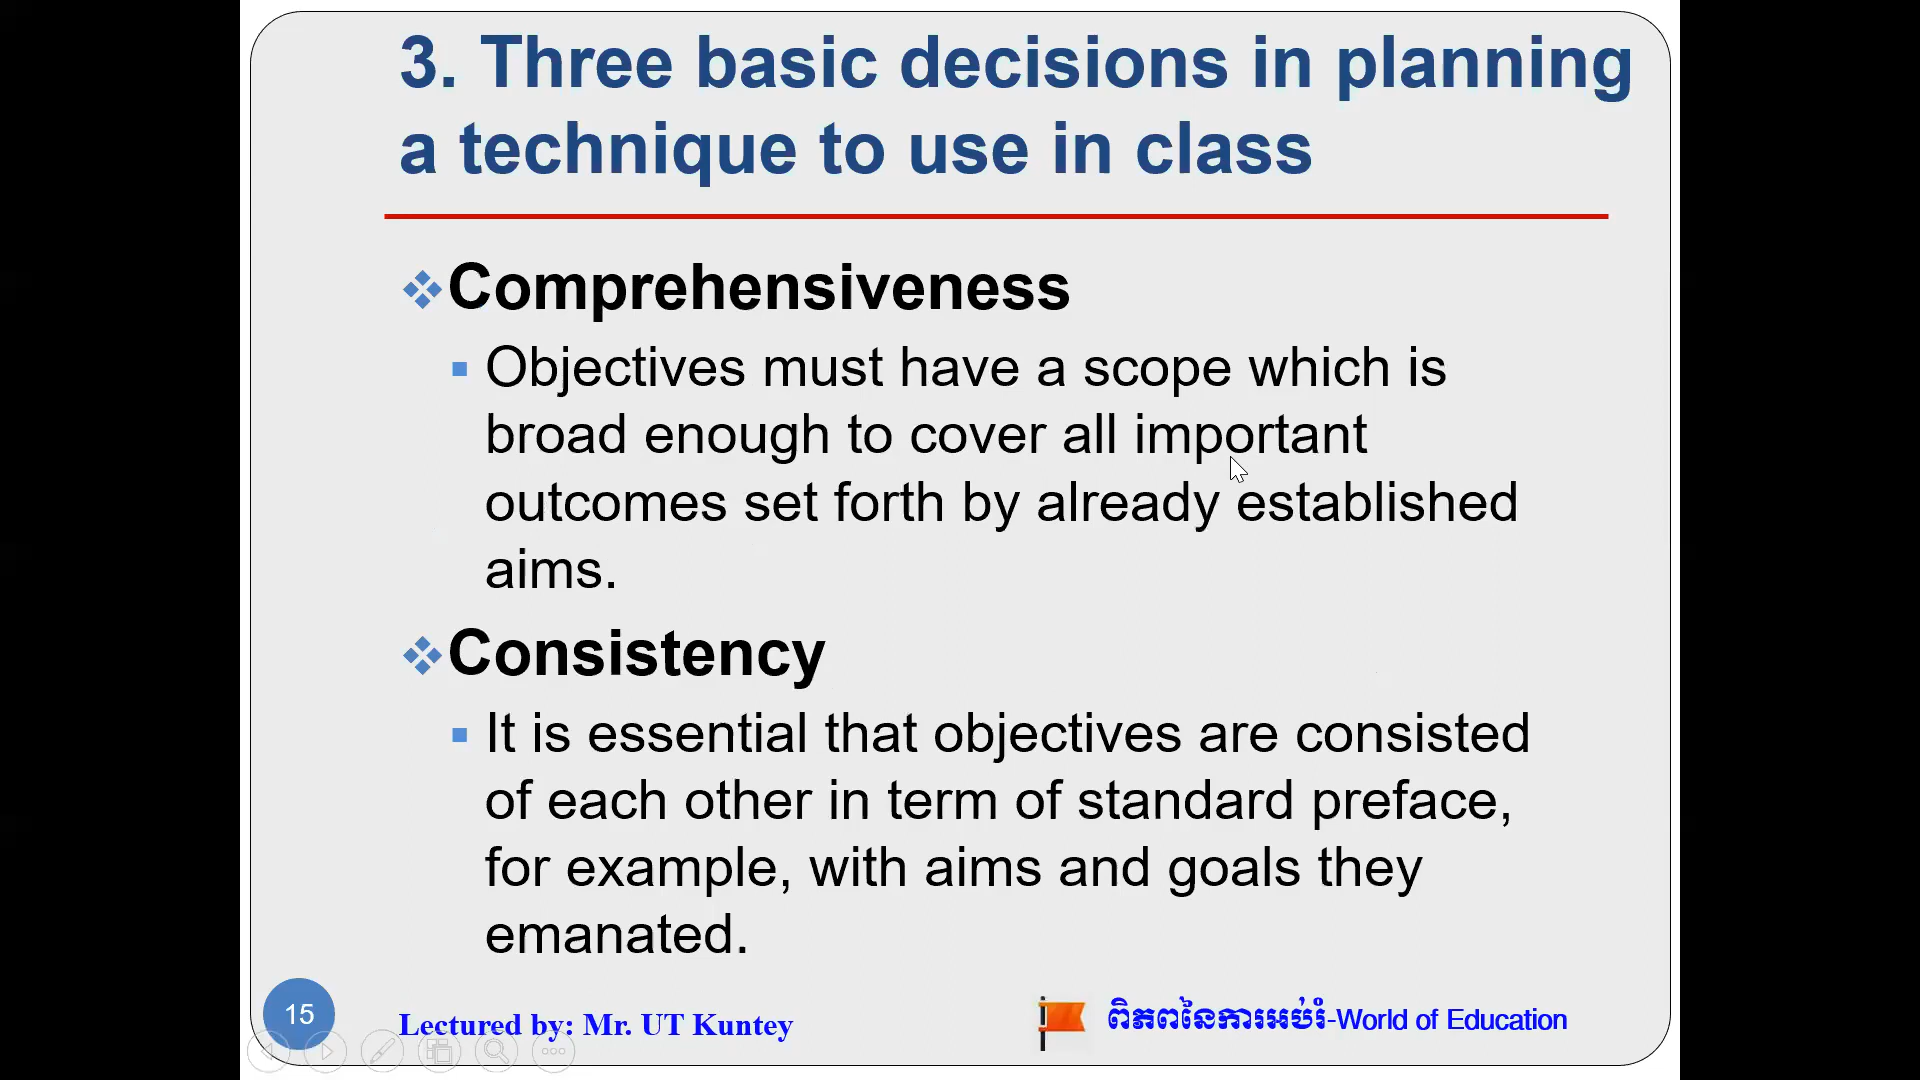 3. Three basic decisions in planning
a technique to use in class
Comprehensiveness
Objectives must have a scope which is
broad enough to cover all important
outcomes set forth by already established
aims.
Consistency
It is essential that objectives are consisted
of each other in term of standard preface,
for example, with aims and goals they
emanated.
15
Lectured by: Mr. UT Kuntey
ពិភពនៃការអប់រំ-World of Education